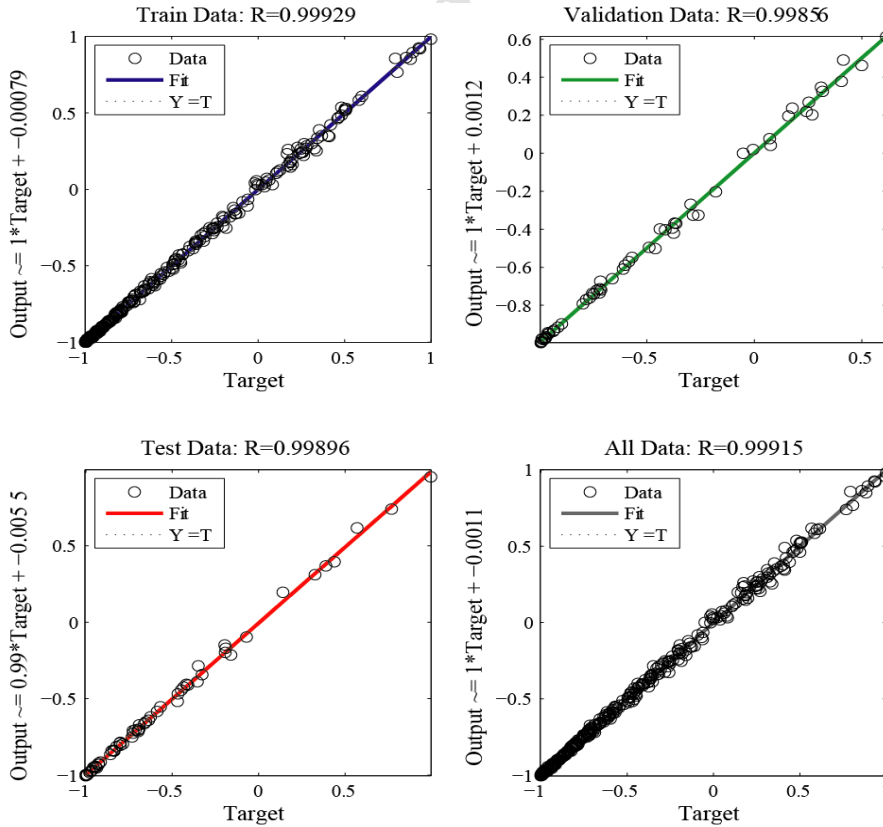 Train Data: R=0.99929
Output ~= 1*Target + −0.00079
1
0.5
0
−0.5
−1
Data
Fit
Y =T
−1
−0.5
0
0.5
1
Target
Validation Data: R=0.99856
Output ~= 1*Target + 0.0012
0.6
0.4
0.2
0
−0.2
−0.4
−0.6
−0.8
Data
Fit
Y =T
−0.5
0
0.5
Target
Test Data: R=0.99896
Output ~= 0.99*Target + −0.005 5
0.5
0
−0.5
−1
Data
Fit
Y =T
−1
−0.5
0
0.5
Target
All Data: R=0.99915
Output ~= 1*Target + −0.0011
1
0.5
0
−0.5
−1
Data
Fit
Y =T
−1
−0.5
0
0.5
Target